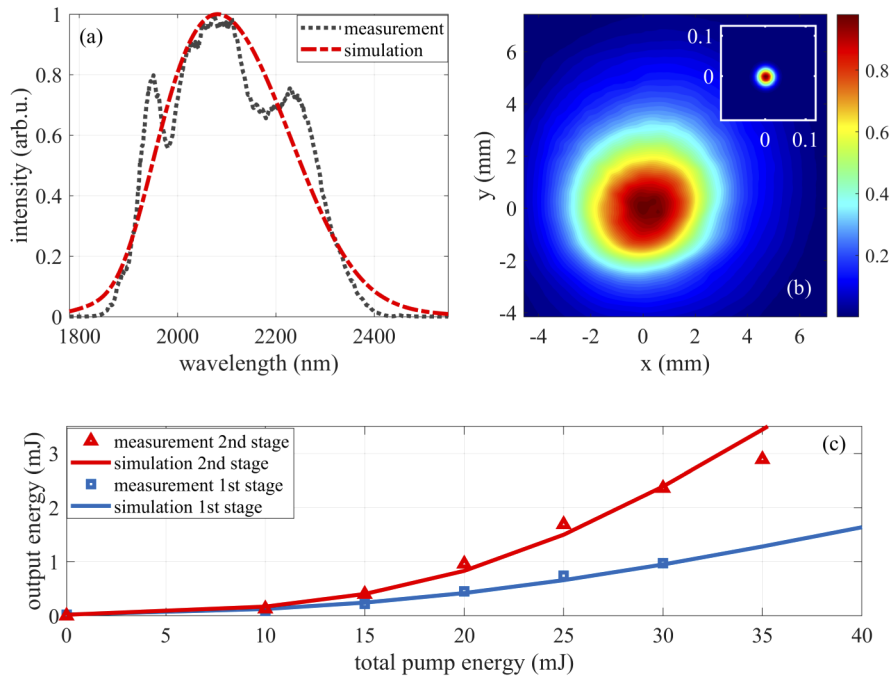 (a)
measurement
simulation
intensity (arb.u.)
1
0.8
0.6
0.4
0.2
0
1800
2000
2200
2400
wavelength (nm)
0.1
0
0
0.1
y (mm)
6
4
2
0
-2
-4
-4
-2
0
2
4
6
x (mm)
(b)
0.8
0.6
0.4
0.2
measurement 2nd stage
simulation 2nd stage
measurement 1st stage
simulation 1st stage
(c)
output energy (mJ)
3
2
1
0
0
5
10
15
20
25
30
35
40
total pump energy (mJ)